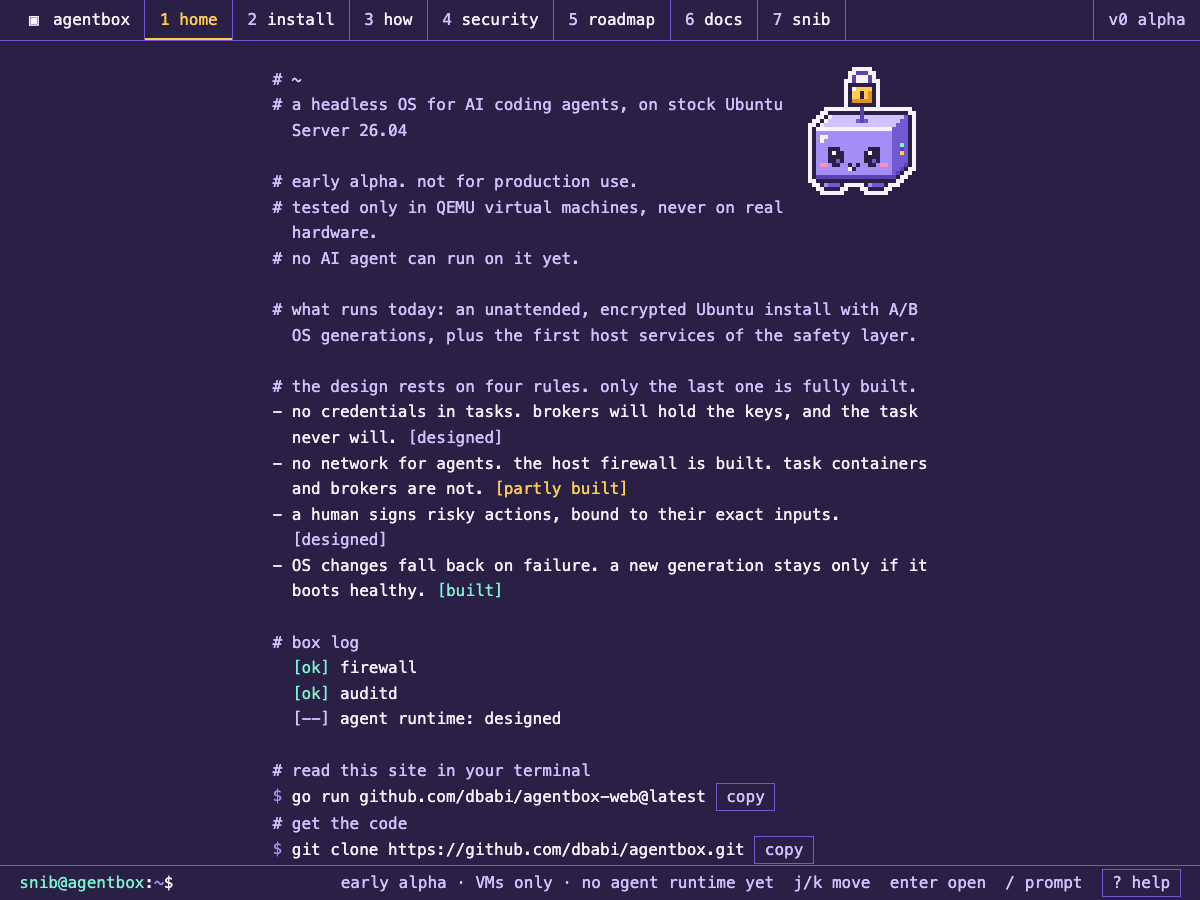 ▣ agentbox 1 home 2 install 3 how 4 security 5 roadmap 6 docs 7 snib v0 alpha
# ~
# a headless OS for AI coding agents, on stock Ubuntu
Server 26.04
# early alpha. not for production use.
# tested only in QEMU virtual machines, never on real
hardware.
# no AI agent can run on it yet.
# what runs today: an unattended, encrypted Ubuntu install with A/B
OS generations, plus the first host services of the safety layer.
# the design rests on four rules. only the last one is fully built.
– no credentials in tasks. brokers will hold the keys, and the task
never will. [designed]
– no network for agents. the host firewall is built. task containers
and brokers are not. [partly built]
– a human signs risky actions, bound to their exact inputs.
[designed]
– OS changes fall back on failure. a new generation stays only if it
boots healthy. [built]
# box log
[ok] firewall
[ok] auditd
[––] agent runtime: designed
# read this site in your terminal
$ go run github.com/dbabi/agentbox-web@latest copy
# get the code
$ git clone https://github.com/dbabi/agentbox.git copy
snib@agentbox:~$ early alpha · VMs only · no agent runtime yet j/k move enter open / prompt ? help